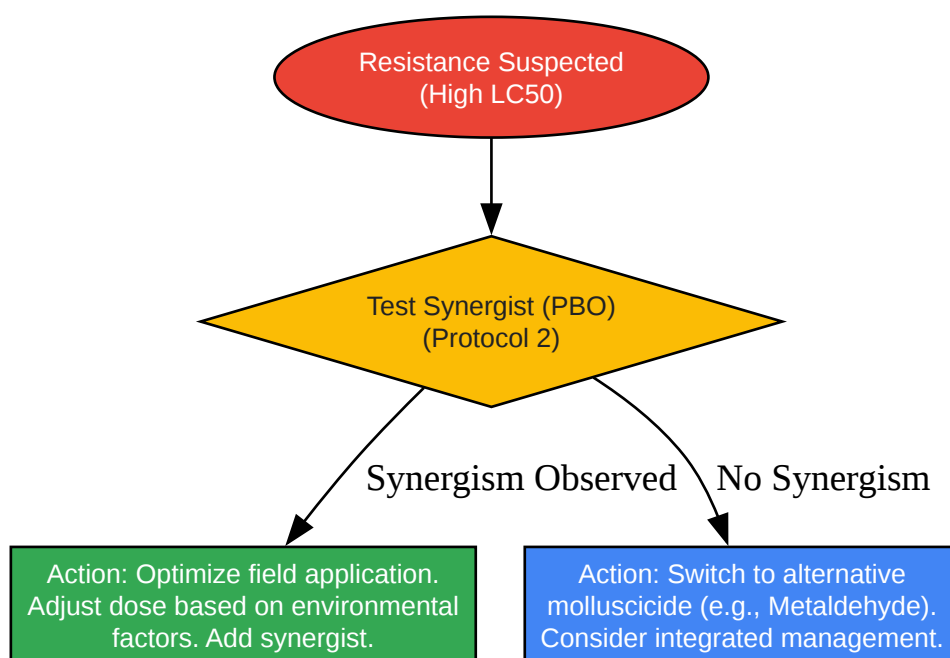 Resistance Suspected
(High LC50)
Test Synergist (PBO)
(Protocol 2)
Synergism Observed
No Synergism
Action: Optimize field application.
Adjust dose based on environmental
factors. Add synergist.
Action: Switch to alternative
molluscicide (e.g., Metaldehyde).
Consider integrated management.